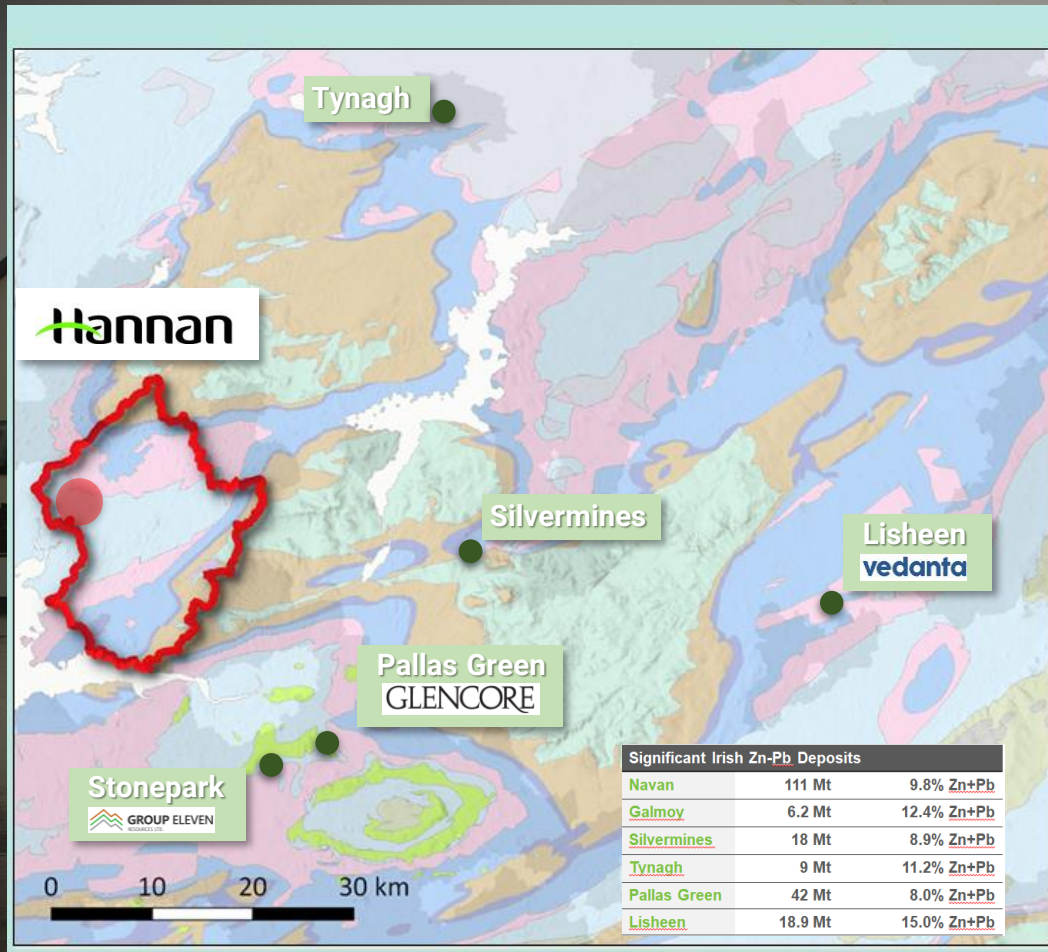 Tynagh
Hannan
Silvermines
Lisheen
vedanta
Pallas Green
GLENCORE
Stonepark
GROUP ELEVEN
RESOURCES LTD.
0 10 20 30 km
Significant Irish Zn-Pb Deposits
Navan 111 Mt 9.8% Zn+Pb
Galmoy 6.2 Mt 12.4% Zn+Pb
Silvermines 18 Mt 8.9% Zn+Pb
Tynagh 9 Mt 11.2% Zn+Pb
Pallas Green 42 Mt 8.0% Zn+Pb
Lisheen 18.9 Mt 15.0% Zn+Pb